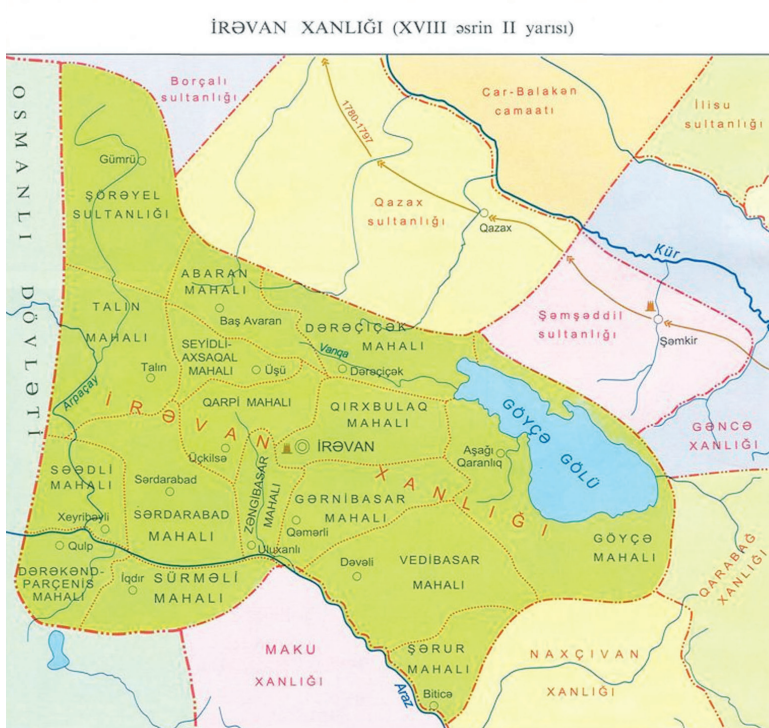 İRƏVAN XANLIĞI (XVIII əsrin II yarısı)
OSMANLI DÖVLƏTİ
Borçalı
sultanlığı
Car-Balakən
camaatı
İlisu
sultanlığı
1780-1797
Gümrü
ŞÖRƏYEL
SULTANLIĞI
Qazax
sultanlığı
Qazax
Kür
ABARAN
MAHALI
Baş Avaran
TALIN
MAHALI
DƏRƏÇİÇƏK
MAHALI
Şəmşəddil
sultanlığı
Şəmkir
SEYİDLİ-
AXSAQAL
MAHALI
Üşü
Vanqa
Dərəçiçək
Talın
Arpaçay
QARPİ MAHALI
QIRXBULAQ
MAHALI
GÖYÇƏ GÖLÜ
GƏNCƏ
XANLIĞI
İRƏVAN XANLIĞI
İRƏVAN
Üçkilsə
Aşağı
Qaranlıq
SƏƏDLİ
MAHALI
Sərdarabad
ZƏNGİBASAR
MAHALI
GƏRNİBASAR
MAHALI
Qəmərli
Xeyribəyli
SƏRDARABAD
MAHALI
GÖYÇƏ
MAHALI
QARABAĞ
XANLIĞI
Qulp
Uluxanlı
DƏRƏKƏND-
PARÇENİS
MAHALI
İqdır
SÜRMƏLİ
MAHALI
Dəvəli
VEDİBASAR
MAHALI
MAKU
XANLIĞI
Araz
ŞƏRUR
MAHALI
Biticə
NAXÇIVAN
XANLIĞI